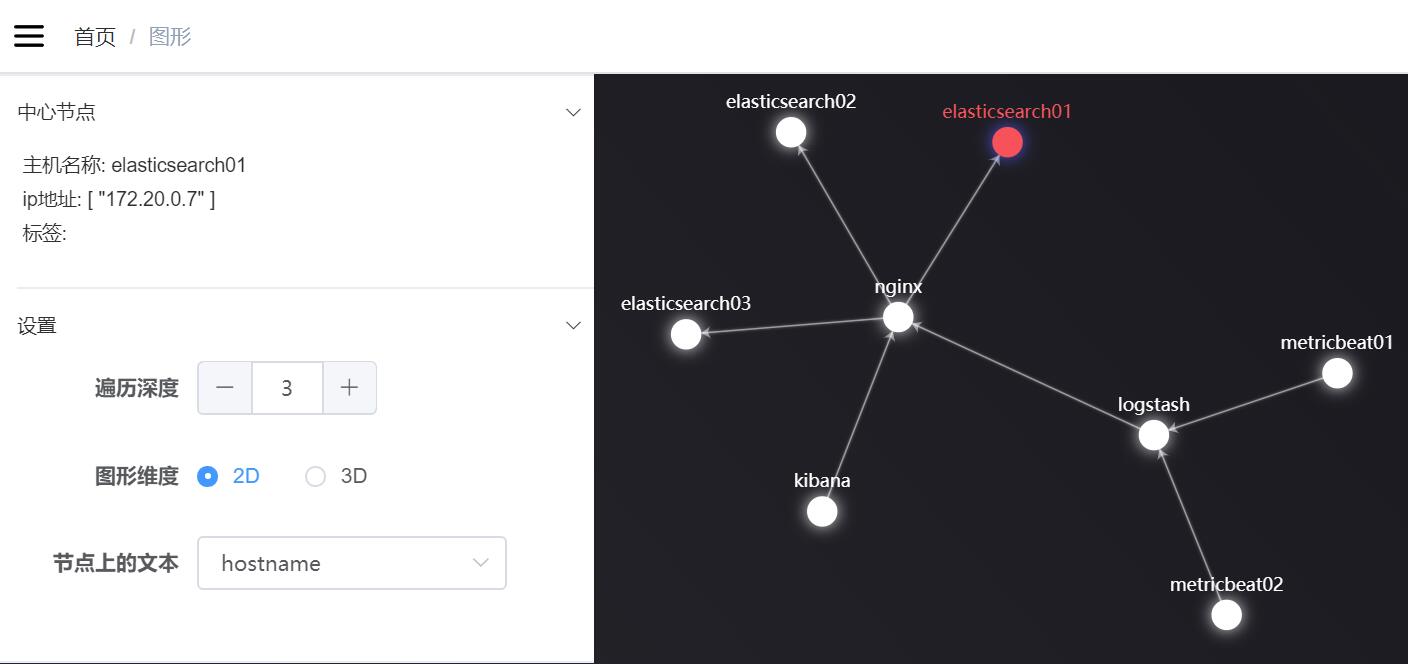 首页 / 图形
中心节点
主机名称: elasticsearch01
ip地址: [ "172.20.0.7" ]
标签:
设置
遍历深度 3
图形维度 2D 3D
节点上的文本 hostname
elasticsearch02
elasticsearch01
nginx
elasticsearch03
metricbeat01
logstash
kibana
metricbeat02